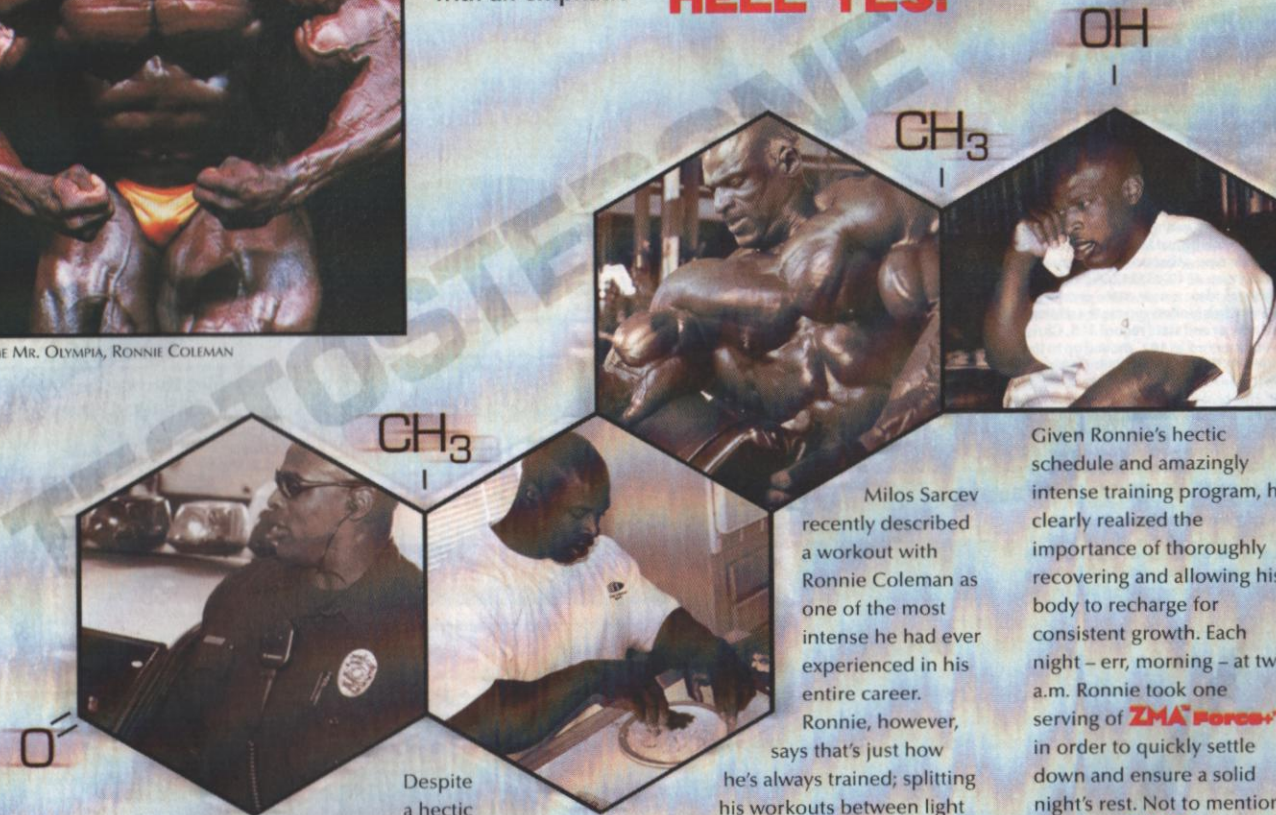 HELL YES!
OH
CH3
MR. OLYMPIA, RONNIE COLEMAN
TESTOSTERONE
CH3
O
Despite
a hectic
Milos Sarcev
recently described
a workout with
Ronnie Coleman as
one of the most
intense he had ever
experienced in his
entire career.
Ronnie, however,
says that's just how
he's always trained; splitting
his workouts between light
Given Ronnie's hectic
schedule and amazingly
intense training program,
clearly realized the
importance of thoroughly
recovering and allowing his
body to recharge for
consistent growth. Each
night – err, morning – at
a.m. Ronnie took one
serving of ZMA™ Force+
in order to quickly settle
down and ensure a solid
night's rest. Not to mention